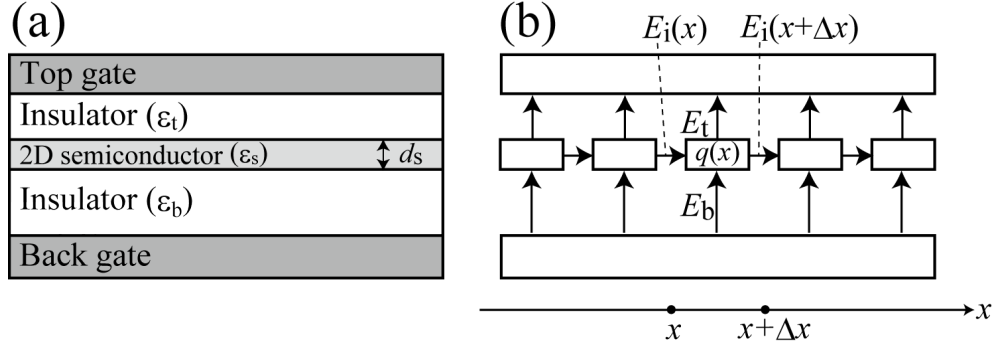 (a)
Top gate
Insulator (εt)
2D semiconductor (εs)
ds
Insulator (εb)
Back gate
(b)
Ei(x)
Ei(x+Δx)
Et
q(x)
Eb
x
x+Δx
x